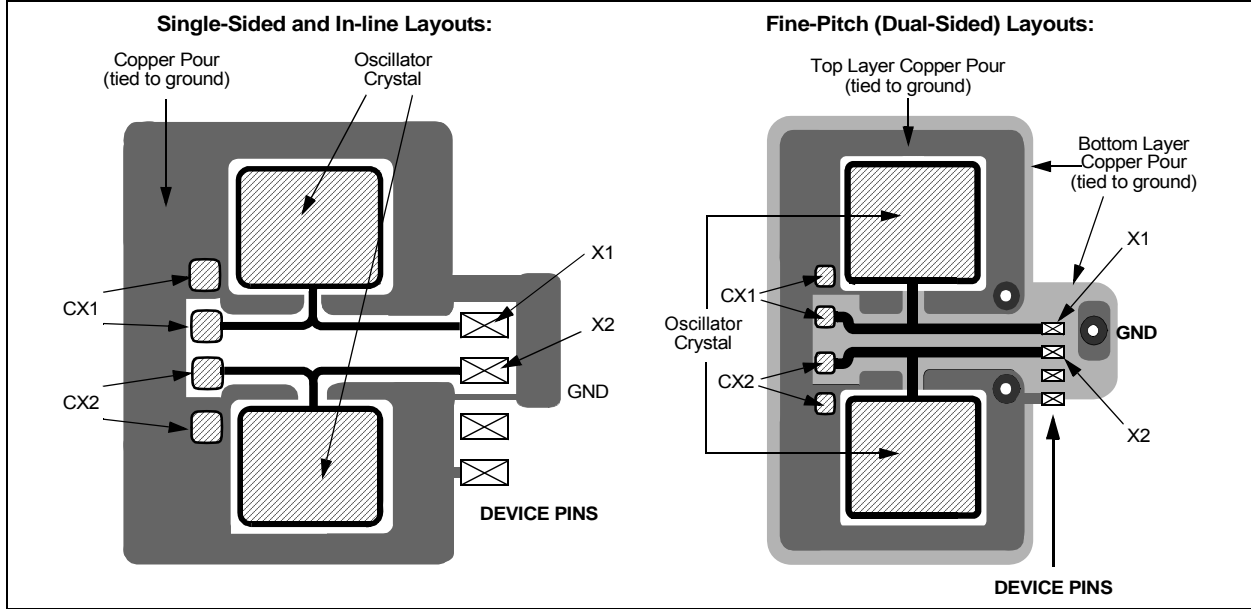 Single-Sided and In-line Layouts:
Copper Pour
(tied to ground)
Oscillator
Crystal
X1
CX1
X2
CX2
GND
DEVICE PINS
Fine-Pitch (Dual-Sided) Layouts:
Top Layer Copper Pour
(tied to ground)
Bottom Layer
Copper Pour
(tied to ground)
X1
CX1
Oscillator
Crystal
GND
CX2
X2
DEVICE PINS